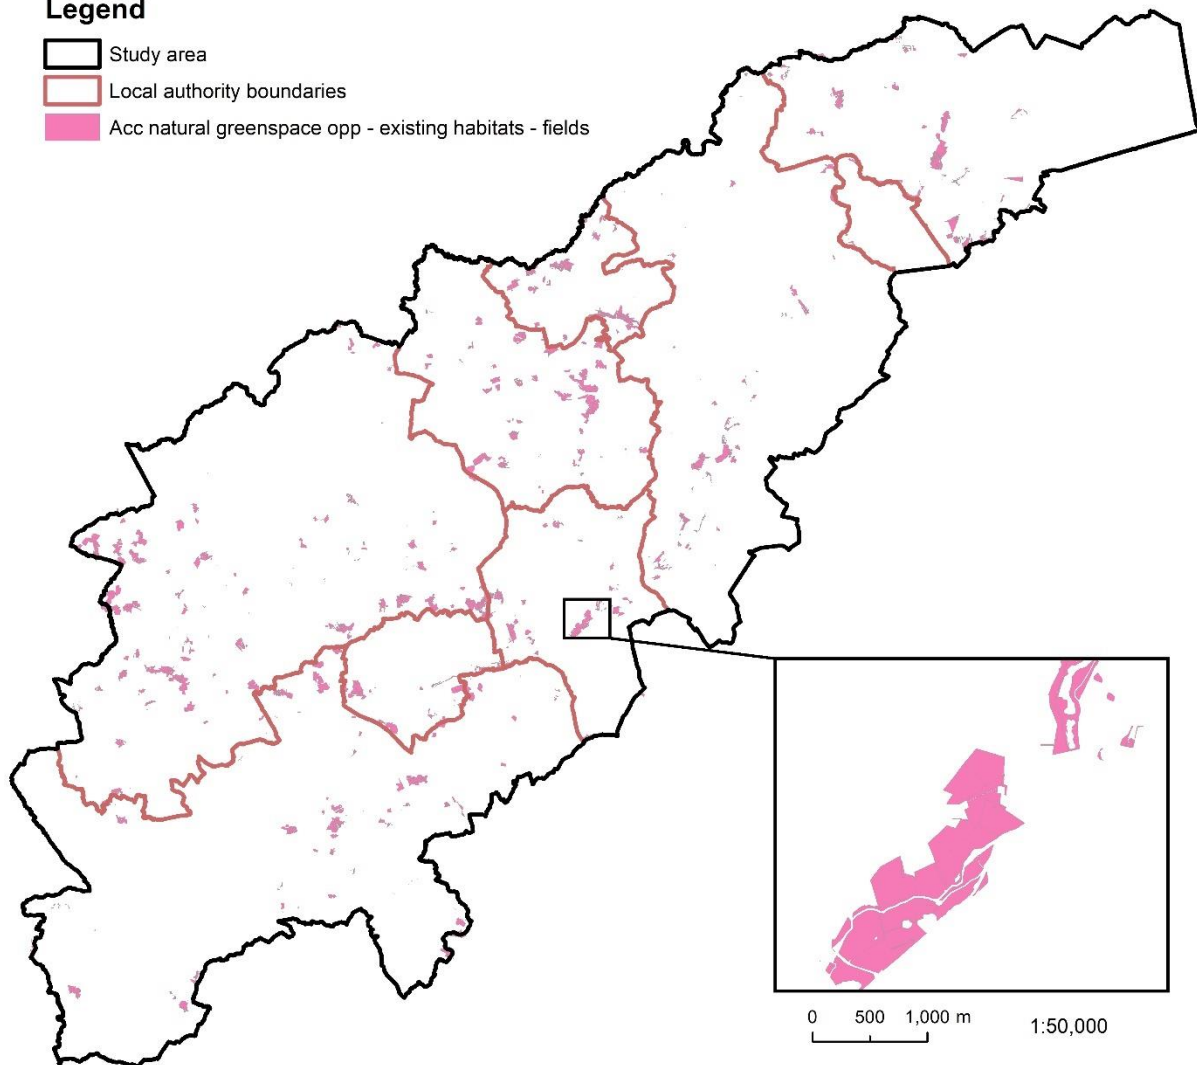 Legend
Study area
Local authority boundaries
Acc natural greenspace opp - existing habitats - fields
0 500 1,000 m
1:50,000